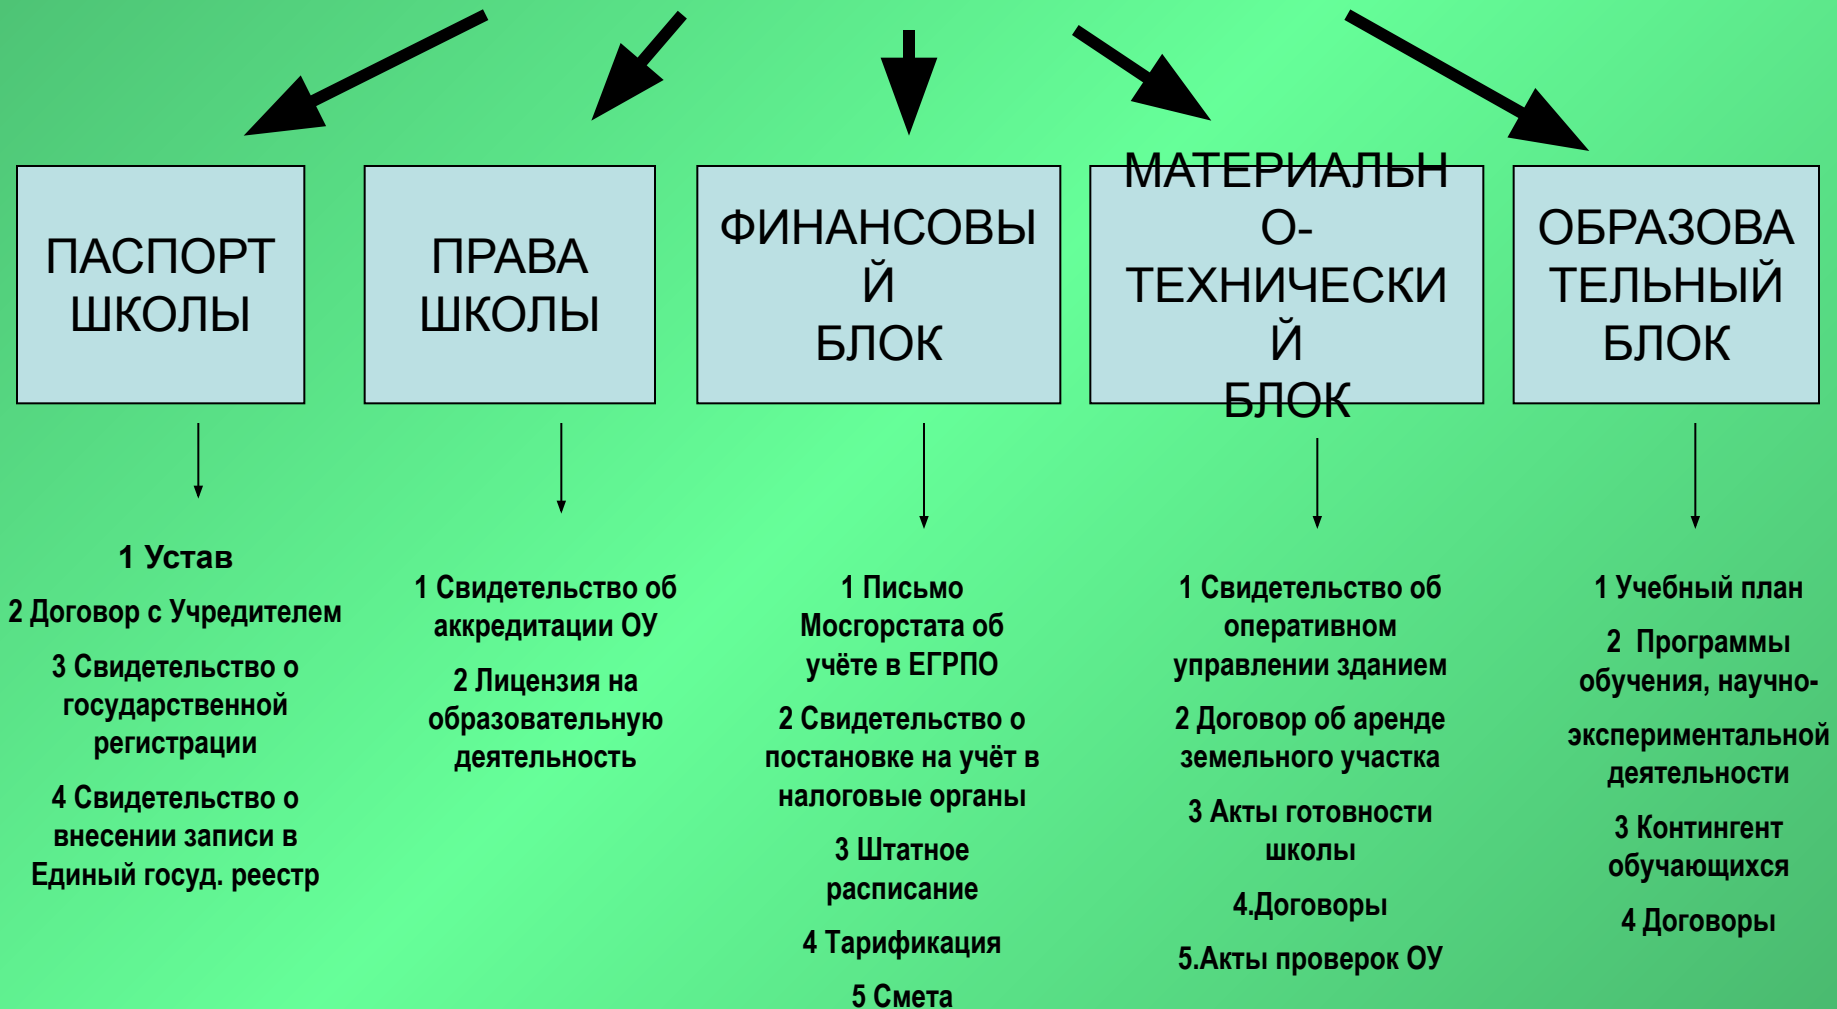 ПАСПОРТ
ШКОЛЫ
ПРАВА
ШКОЛЫ
ФИНАНСОВЫ
Й
БЛОК
МАТЕРИАЛЬН
О-
ТЕХНИЧЕСКИ
Й
БЛОК
ОБРАЗОВА
ТЕЛЬНЫЙ
БЛОК
1 Устав
2 Договор с Учредителем
3 Свидетельство о
государственной
регистрации
4 Свидетельство о
внесении записи в
Единый госуд. реестр
1 Свидетельство об
аккредитации ОУ
2 Лицензия на
образовательную
деятельность
1 Письмо
Мосгорстата об
учёте в ЕГРПО
2 Свидетельство о
постановке на учёт в
налоговые органы
3 Штатное
расписание
4 Тарификация
5 Смета
1 Свидетельство об
оперативном
управлении зданием
2 Договор об аренде
земельного участка
3 Акты готовности
школы
4.Договоры
5.Акты проверок ОУ
1 Учебный план
2 Программы
обучения, научно-
экспериментальной
деятельности
3 Контингент
обучающихся
4 Договоры